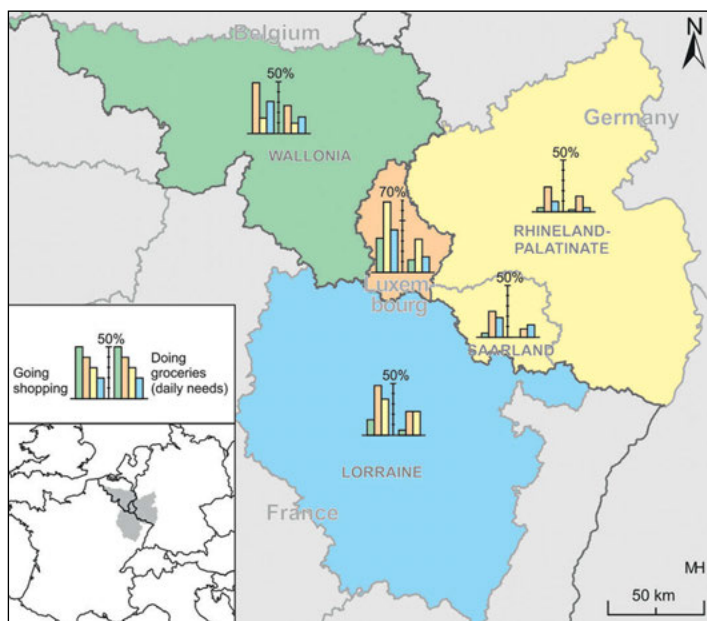 Belgium
N
50%
Germany
WALLONIA
50%
70%
RHINELAND-
PALATINATE
Luxem-
bourg
50%
SAARLAND
50%
Going
shopping
50%
Doing
groceries
(daily needs)
LORRAINE
France
MH
50 km